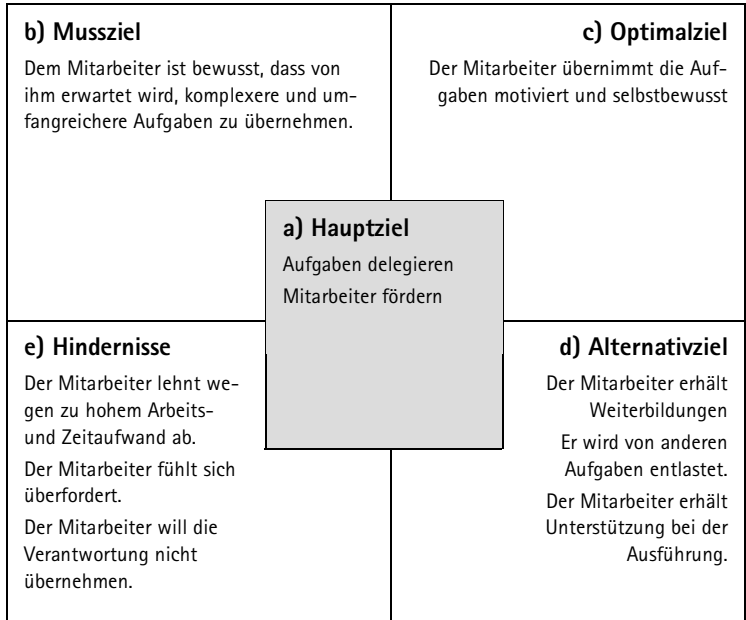 b) Mussziel
Dem Mitarbeiter ist bewusst, dass von
ihm erwartet wird, komplexere und um-
fangreichere Aufgaben zu übernehmen.
c) Optimalziel
Der Mitarbeiter übernimmt die Auf-
gaben motiviert und selbstbewusst
a) Hauptziel
Aufgaben delegieren
Mitarbeiter fördern
e) Hindernisse
Der Mitarbeiter lehnt we-
gen zu hohem Arbeits-
und Zeitaufwand ab.
Der Mitarbeiter fühlt sich
überfordert.
Der Mitarbeiter will die
Verantwortung nicht
übernehmen.
d) Alternativziel
Der Mitarbeiter erhält
Weiterbildungen
Er wird von anderen
Aufgaben entlastet.
Der Mitarbeiter erhält
Unterstützung bei der
Ausführung.